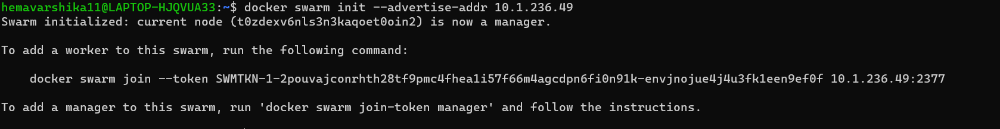 hemavarshika11@LAPTOP-HJQVUA33:~$ docker swarm init --advertise-addr 10.1.236.49
Swarm initialized: current node (t0zdexv6nls3n3kaqoet0oin2) is now a manager.
To add a worker to this swarm, run the following command:
docker swarm join --token SWMTKN-1-2pouvajconrhth28tf9pmc4fhea1i57f66m4agcdpn6fi0n91k-envjnojue4j4u3fk1een9ef0f 10.1.236.49:2377
To add a manager to this swarm, run 'docker swarm join-token manager' and follow the instructions.